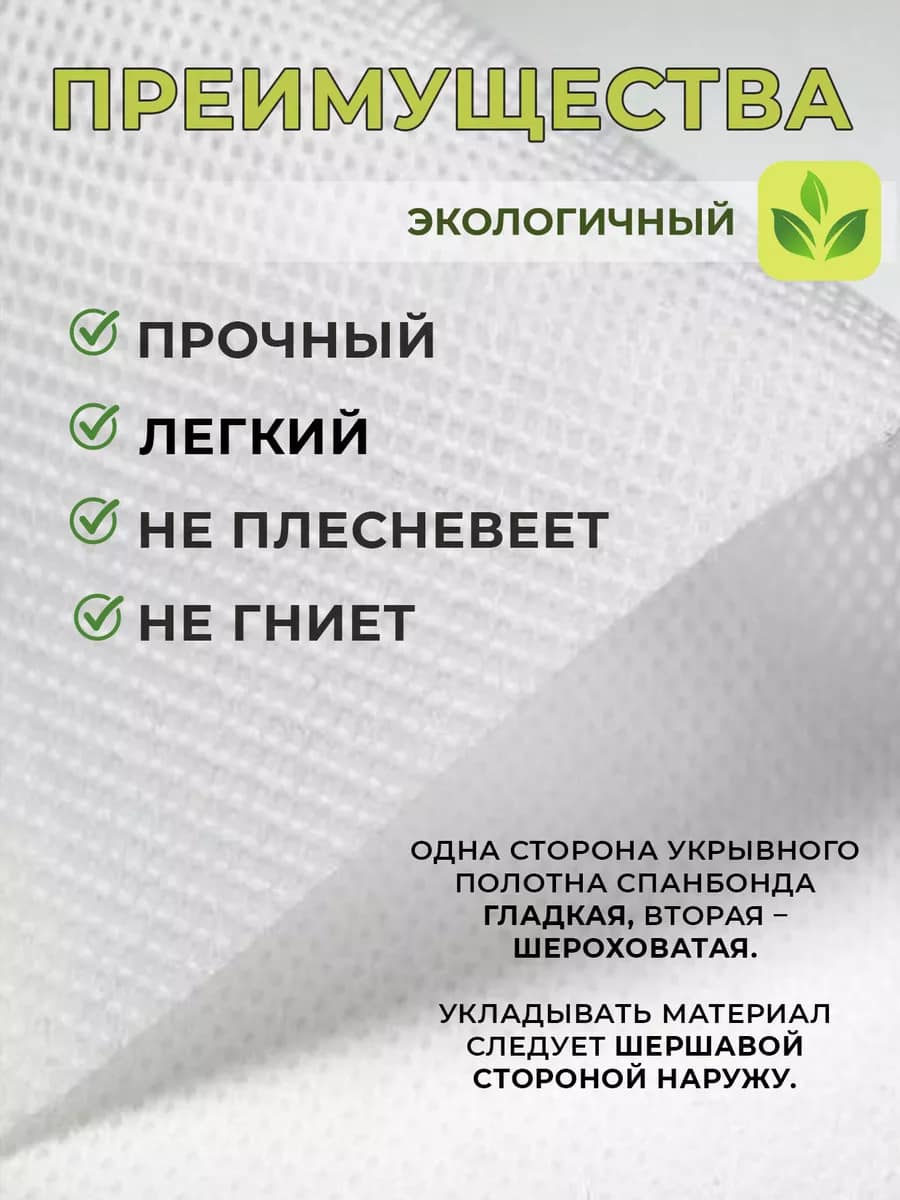 ПРЕИМУЩЕСТВА
ЭКОЛОГИЧНЫЙ
ПРОЧНЫЙ
ЛЕГКИЙ
НЕ ПЛЕСНЕВЕЕТ
НЕ ГНИЕТ
ОДНА СТОРОНА УКРЫВНОГО
ПОЛОТНА СПАНБОНДА
ГЛАДКАЯ, ВТОРАЯ –
ШЕРОХОВАТАЯ.
УКЛАДЫВАТЬ МАТЕРИАЛ
СЛЕДУЕТ ШЕРШАВОЙ
СТОРОНОЙ НАРУЖУ.